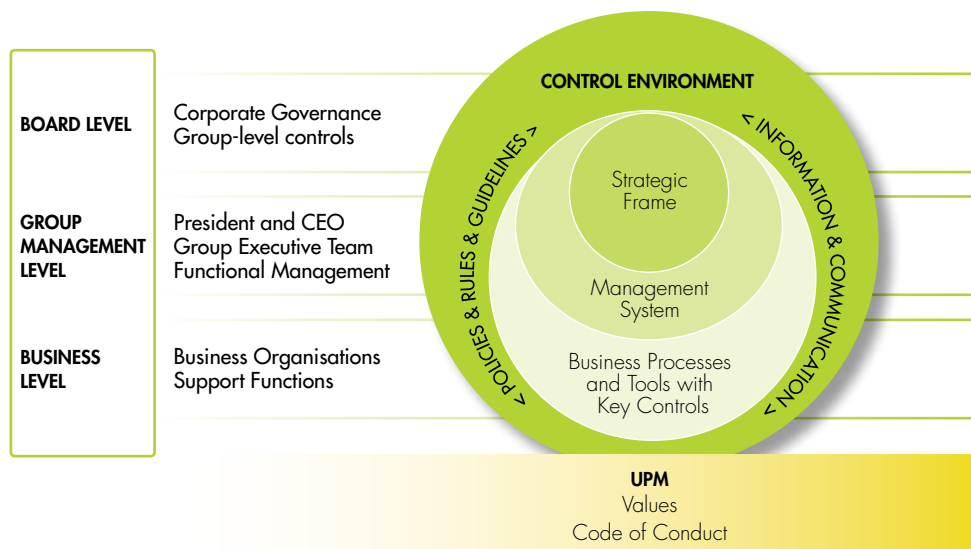 CONTROL ENVIRONMENT
BOARD LEVEL
Corporate Governance
Group-level controls
< POLICIES & RULES & GUIDELINES >
< INFORMATION & COMMUNICATION >
Strategic
Frame
GROUP
MANAGEMENT
LEVEL
President and CEO
Group Executive Team
Functional Management
Management
System
BUSINESS
LEVEL
Business Organisations
Support Functions
Business Processes
and Tools with
Key Controls
UPM
Values
Code of Conduct